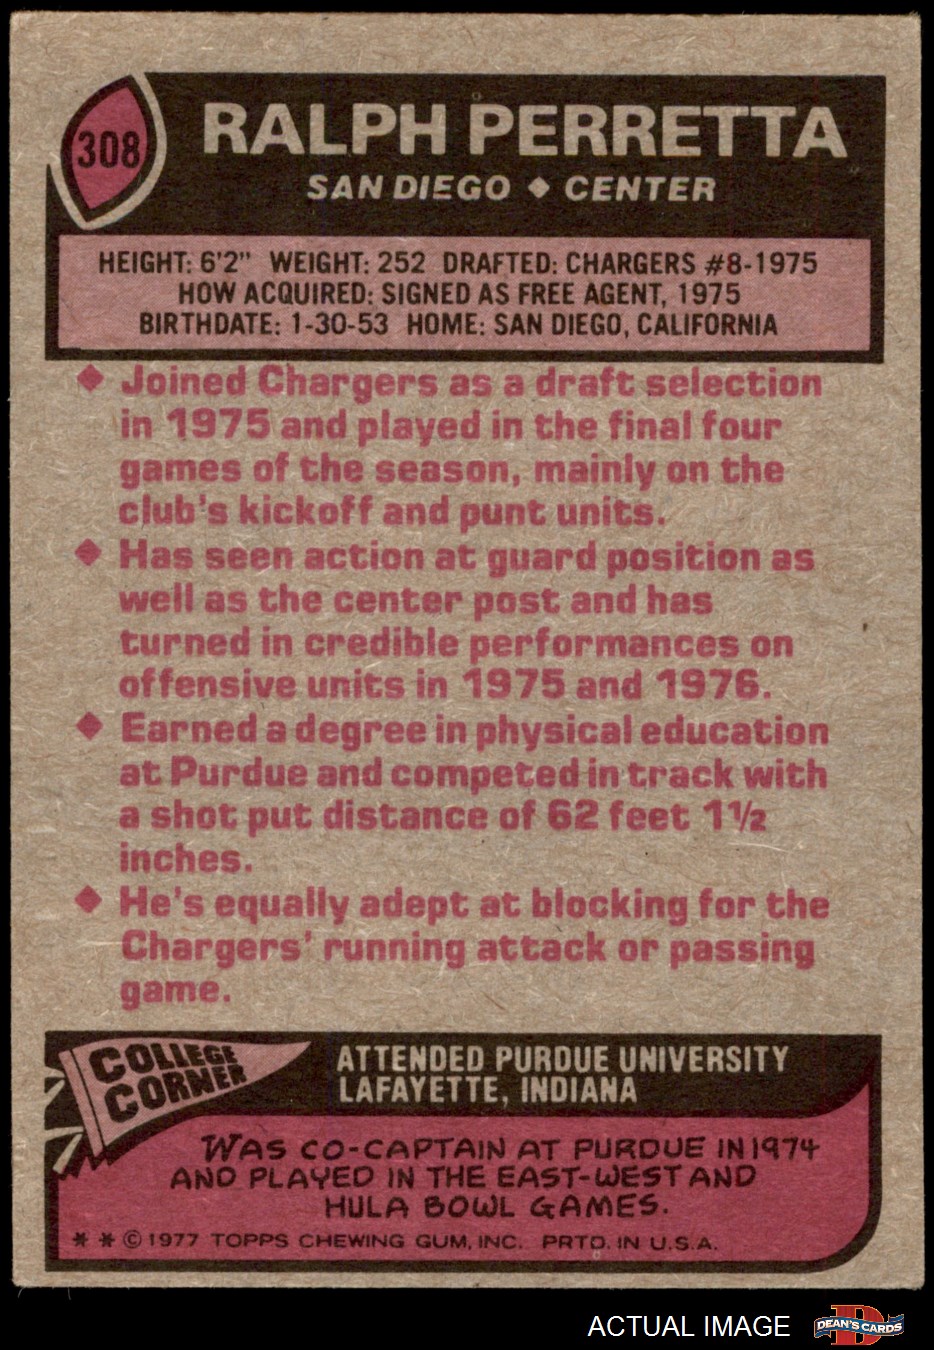 308
RALPH PERRETTA
SAN DIEGO ◆ CENTER
HEIGHT: 6'2" WEIGHT: 252 DRAFTED: CHARGERS #8-1975
HOW ACQUIRED: SIGNED AS FREE AGENT, 1975
BIRTHDATE: 1-30-53 HOME: SAN DIEGO, CALIFORNIA
◆ Joined Chargers as a draft selection
in 1975 and played in the final four
games of the season, mainly on the
club's kickoff and punt units.
◆ Has seen action at guard position as
well as the center post and has
turned in credible performances on
offensive units in 1975 and 1976.
◆ Earned a degree in physical education
at Purdue and competed in track with
a shot put distance of 62 feet 1½
inches.
◆ He's equally adept at blocking for the
Chargers' running attack or passing
game.
COLLEGE
CORNER
ATTENDED PURDUE UNIVERSITY
LAFAYETTE, INDIANA
WAS CO-CAPTAIN AT PURDUE IN 1974
AND PLAYED IN THE EAST-WEST AND
HULA BOWL GAMES.
* * © 1977 TOPPS CHEWING GUM, INC. PRTD. IN U.S.A.
ACTUAL IMAGE
D
DEAN'S CARDS